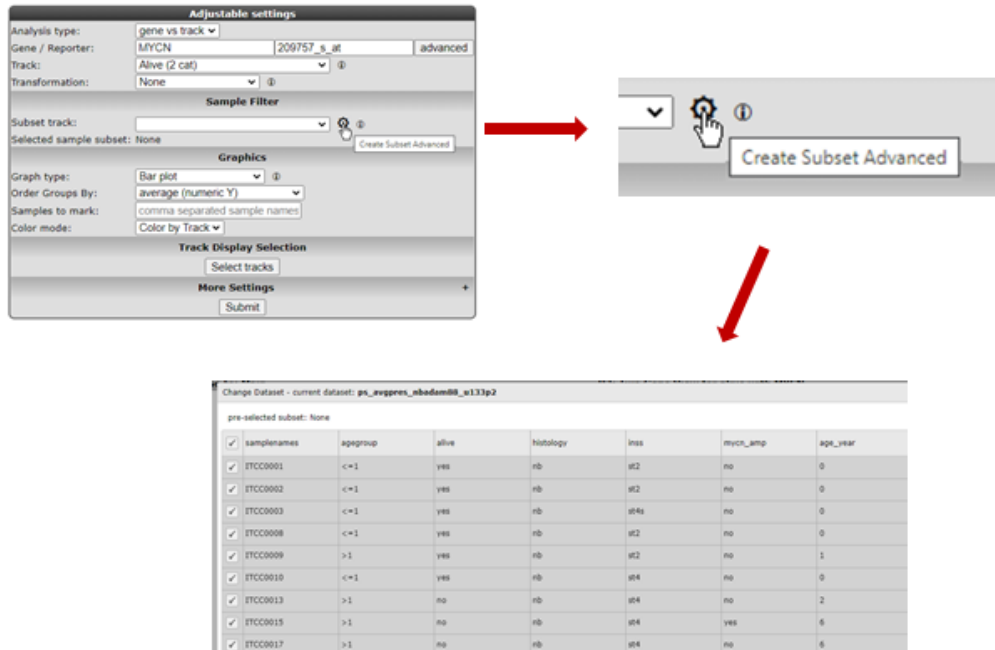 Adjustable settings
Analysis type: gene vs track
Gene / Reporter: MYCN 209757_s_at advanced
Track: Alive (2 cat)
Transformation: None
Sample Filter
Subset track:
Create Subset Advanced
Selected sample subset: None
Graphics
Graph type: Bar plot
Order Groups By: average (numeric Y)
Samples to mark: comma separated sample names
Color mode: Color by Track
Track Display Selection
Select tracks
More Settings +
Submit
Create Subset Advanced
Change Dataset - current dataset: ps_avgpres_nbadam88_u133p2
pre-selected subset: None
samplenames agegroup alive histology inss mycn_amp age_year
ITCC0001 <=1 yes nb st2 no 0
ITCC0002 <=1 yes nb st2 no 0
ITCC0003 <=1 yes nb st4s no 0
ITCC0008 <=1 yes nb st2 no 0
ITCC0009 >1 yes nb st2 no 1
ITCC0010 <=1 yes nb st4 no 0
ITCC0013 >1 no nb st4 no 2
ITCC0015 >1 no nb st4 yes 6
ITCC0017 >1 no nb st4 no 6